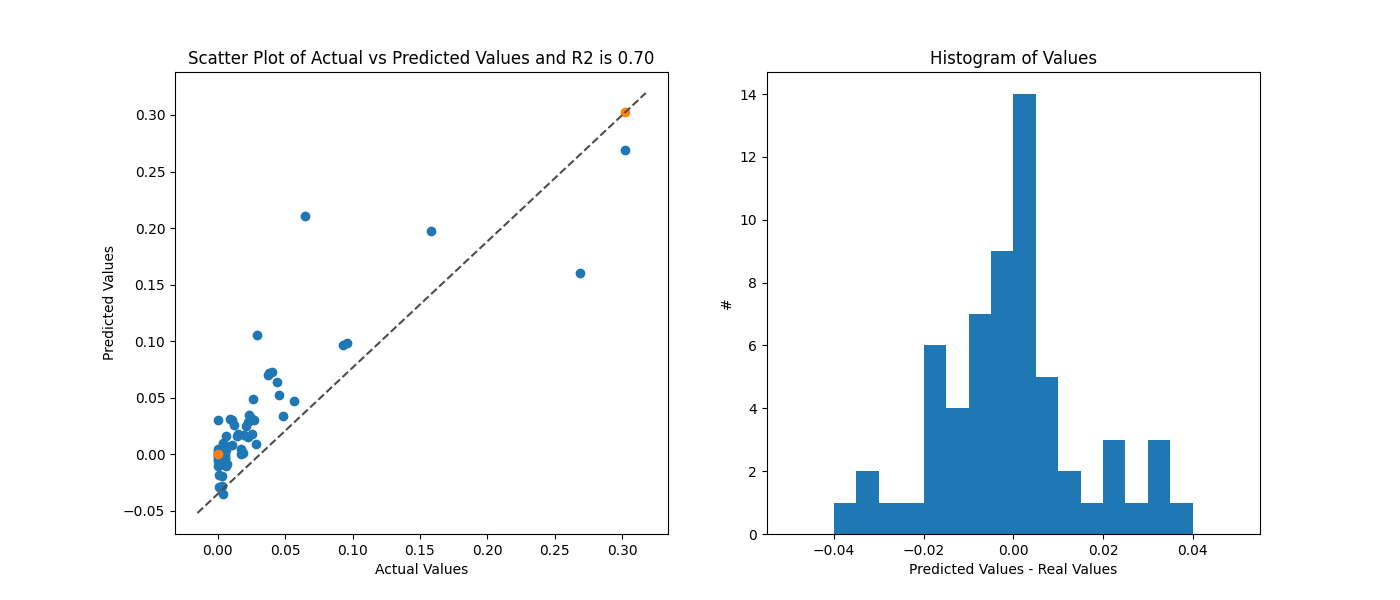 Scatter Plot of Actual vs Predicted Values and R2 is 0.70
0.30
0.25
0.20
0.15
0.10
0.05
0.00
−0.05
Predicted Values
0.00 0.05 0.10 0.15 0.20 0.25 0.30
Actual Values
Histogram of Values
14
12
10
8
6
4
2
0
#
−0.04 −0.02 0.00 0.02 0.04
Predicted Values - Real Values